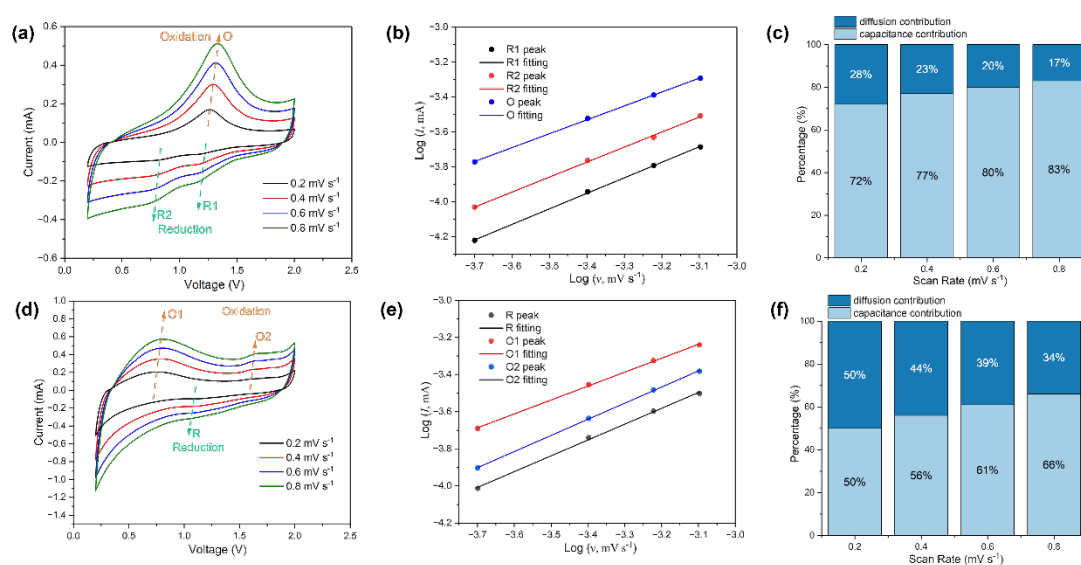 (a)
Oxidation
O
R2
R1
Reduction
0.2 mV s⁻¹
0.4 mV s⁻¹
0.6 mV s⁻¹
0.8 mV s⁻¹
0.6
0.4
0.2
0.0
−0.2
−0.4
0.6
0.0 0.5 1.0 1.5 2.0 2.5
Current (mA)
Voltage (V)
(b)
R1 peak
R1 fitting
R2 peak
R2 fitting
O peak
O fitting
−3.0
−3.2
−3.4
−3.6
−3.8
−4.0
−4.2
−3.7 −3.6 −3.5 −3.4 −3.3 −3.2 −3.1 −3.0
Log (I, mA)
Log (ν, mV s⁻¹)
(c)
diffusion contribution
capacitance contribution
100
80
60
40
20
0
28% 23% 20% 17%
72% 77% 80% 83%
0.2 0.4 0.6 0.8
Percentage (%)
Scan Rate (mV s⁻¹)
(d)
O1
Oxidation
O2
R
Reduction
0.2 mV s⁻¹
0.4 mV s⁻¹
0.6 mV s⁻¹
0.8 mV s⁻¹
1.0
0.8
0.6
0.4
0.2
0.0
−0.2
−0.4
−0.6
−0.8
−1.0
−1.2
−1.4
0.0 0.5 1.0 1.5 2.0 2.5
Current (mA)
Voltage (V)
(e)
R peak
R fitting
O1 peak
O1 fitting
O2 peak
O2 fitting
−3.0
−3.2
−3.4
−3.6
−3.8
−4.0
−4.2
−3.7 −3.6 −3.5 −3.4 −3.3 −3.2 −3.1 −3.0
Log (I, mA)
Log (ν, mV s⁻¹)
(f)
diffusion contribution
capacitance contribution
100
80
60
40
20
0
50% 44% 39% 34%
50% 56% 61% 66%
0.2 0.4 0.6 0.8
Percentage (%)
Scan Rate (mV s⁻¹)